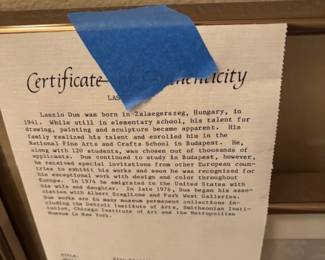 Certificate nticity
LAS
Laszlo Dus was born in Zalaegerszeg, Hungary, in
1941. While still in elementary school, his talent for
drawing, painting and sculpture became apparent. His
family realized his talent and enrolled him in the
National Fine Arts and Crafts School in Budapest. He,
along with 120 students, was chosen out of thousands of
applicants. Dus continued to study in Budapest, however,
he received special invitations from other European coun-
tries to exhibit his works and soon he was recognized for
his exceptional work with design and color throughout
Europe. In 1974 he emigrated to the United States with
his wife and daughter. In late 1976, Dus began his asso-
ciation with Albert Scaglione and Park West Galleries.
Dus works are in many museum permanent collections in-
cluding the Detroit Institute of Arts, Smithsonian Insti-
tution, Chicago Institute of Art and the Metropolitan
Museum in New York.
TITLE: